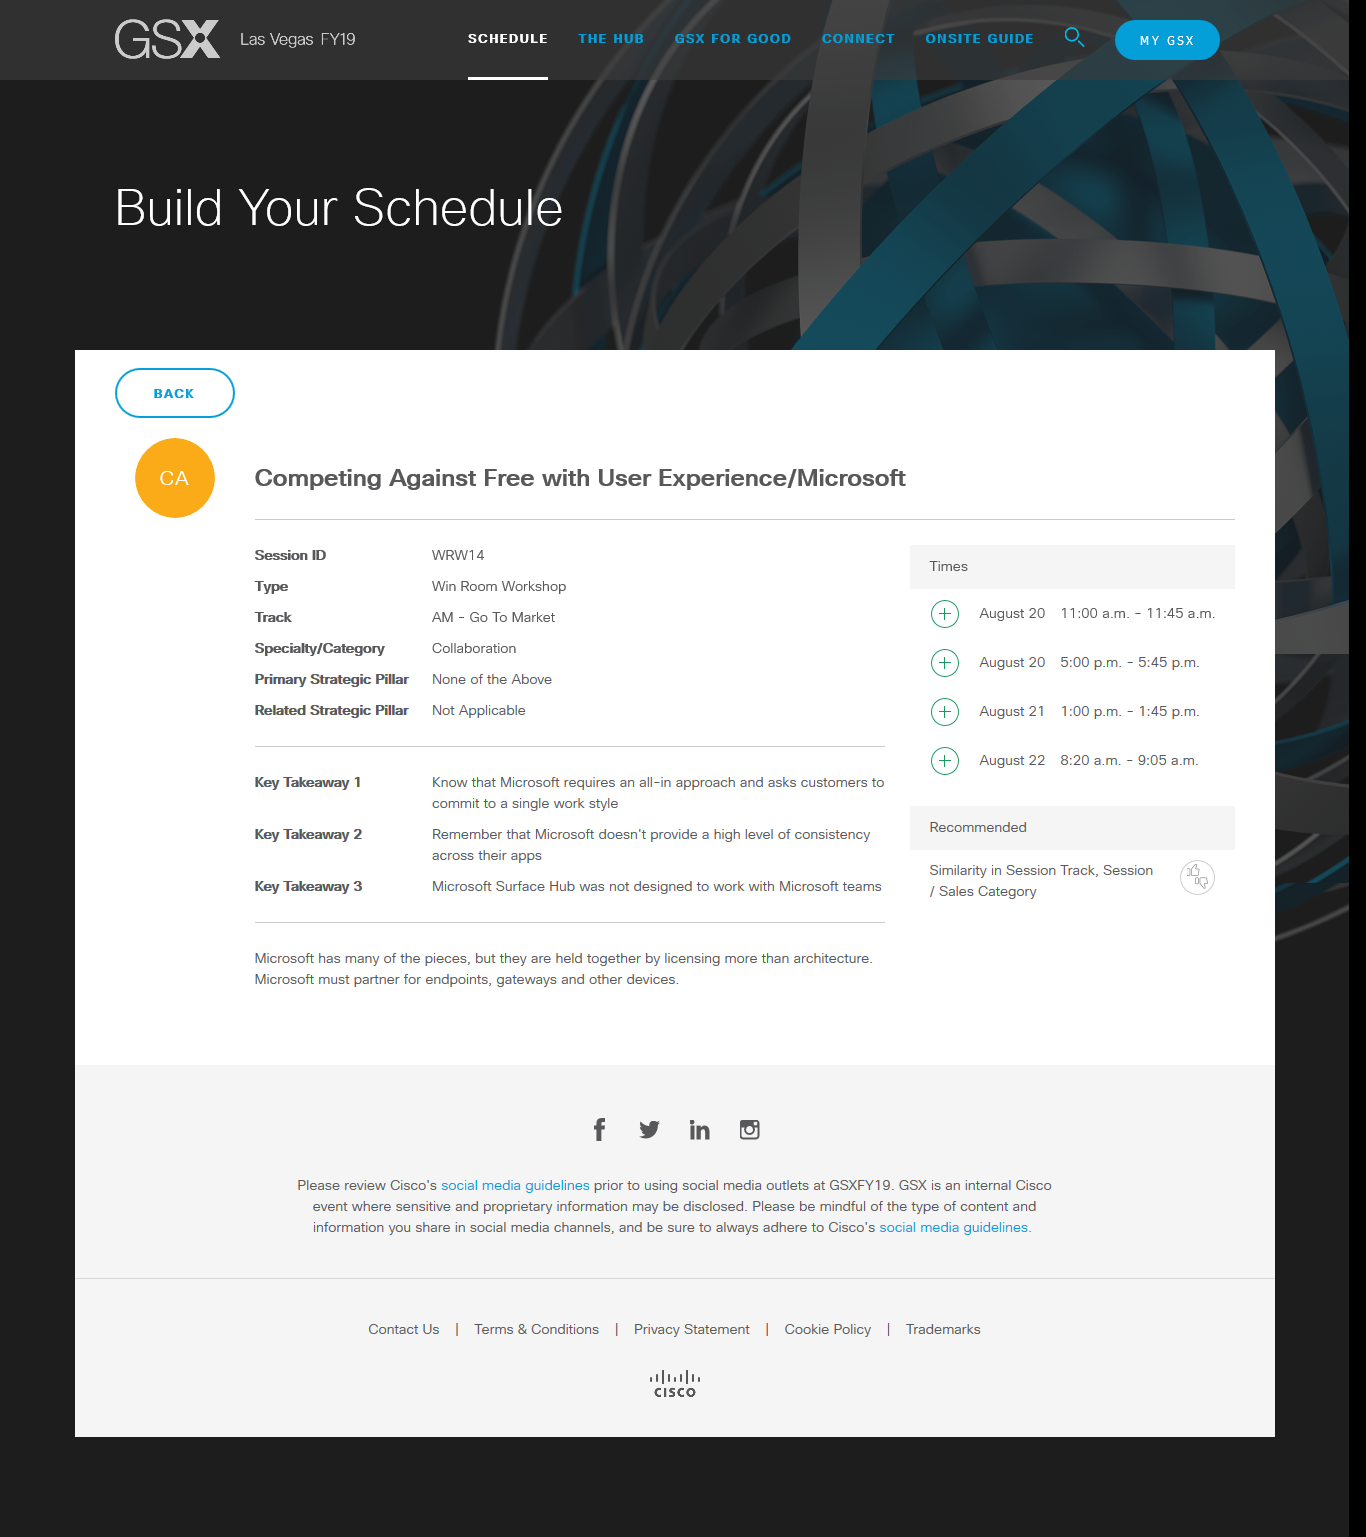 GSX Las Vegas FY19
SCHEDULE THE HUB GSX FOR GOOD CONNECT ONSITE GUIDE MY GSX
Build Your Schedule
BACK
CA
Competing Against Free with User Experience/Microsoft
Session ID WRW14
Type Win Room Workshop
Track AM - Go To Market
Specialty/Category Collaboration
Primary Strategic Pillar None of the Above
Related Strategic Pillar Not Applicable
Key Takeaway 1 Know that Microsoft requires an all-in approach and asks customers to
commit to a single work style
Key Takeaway 2 Remember that Microsoft doesn't provide a high level of consistency
across their apps
Key Takeaway 3 Microsoft Surface Hub was not designed to work with Microsoft teams
Microsoft has many of the pieces, but they are held together by licensing more than architecture.
Microsoft must partner for endpoints, gateways and other devices.
Times
August 20 11:00 a.m. - 11:45 a.m.
August 20 5:00 p.m. - 5:45 p.m.
August 21 1:00 p.m. - 1:45 p.m.
August 22 8:20 a.m. - 9:05 a.m.
Recommended
Similarity in Session Track, Session
/ Sales Category
Please review Cisco's social media guidelines prior to using social media outlets at GSXFY19. GSX is an internal Cisco
event where sensitive and proprietary information may be disclosed. Please be mindful of the type of content and
information you share in social media channels, and be sure to always adhere to Cisco's social media guidelines.
Contact Us | Terms & Conditions | Privacy Statement | Cookie Policy | Trademarks
CISCO